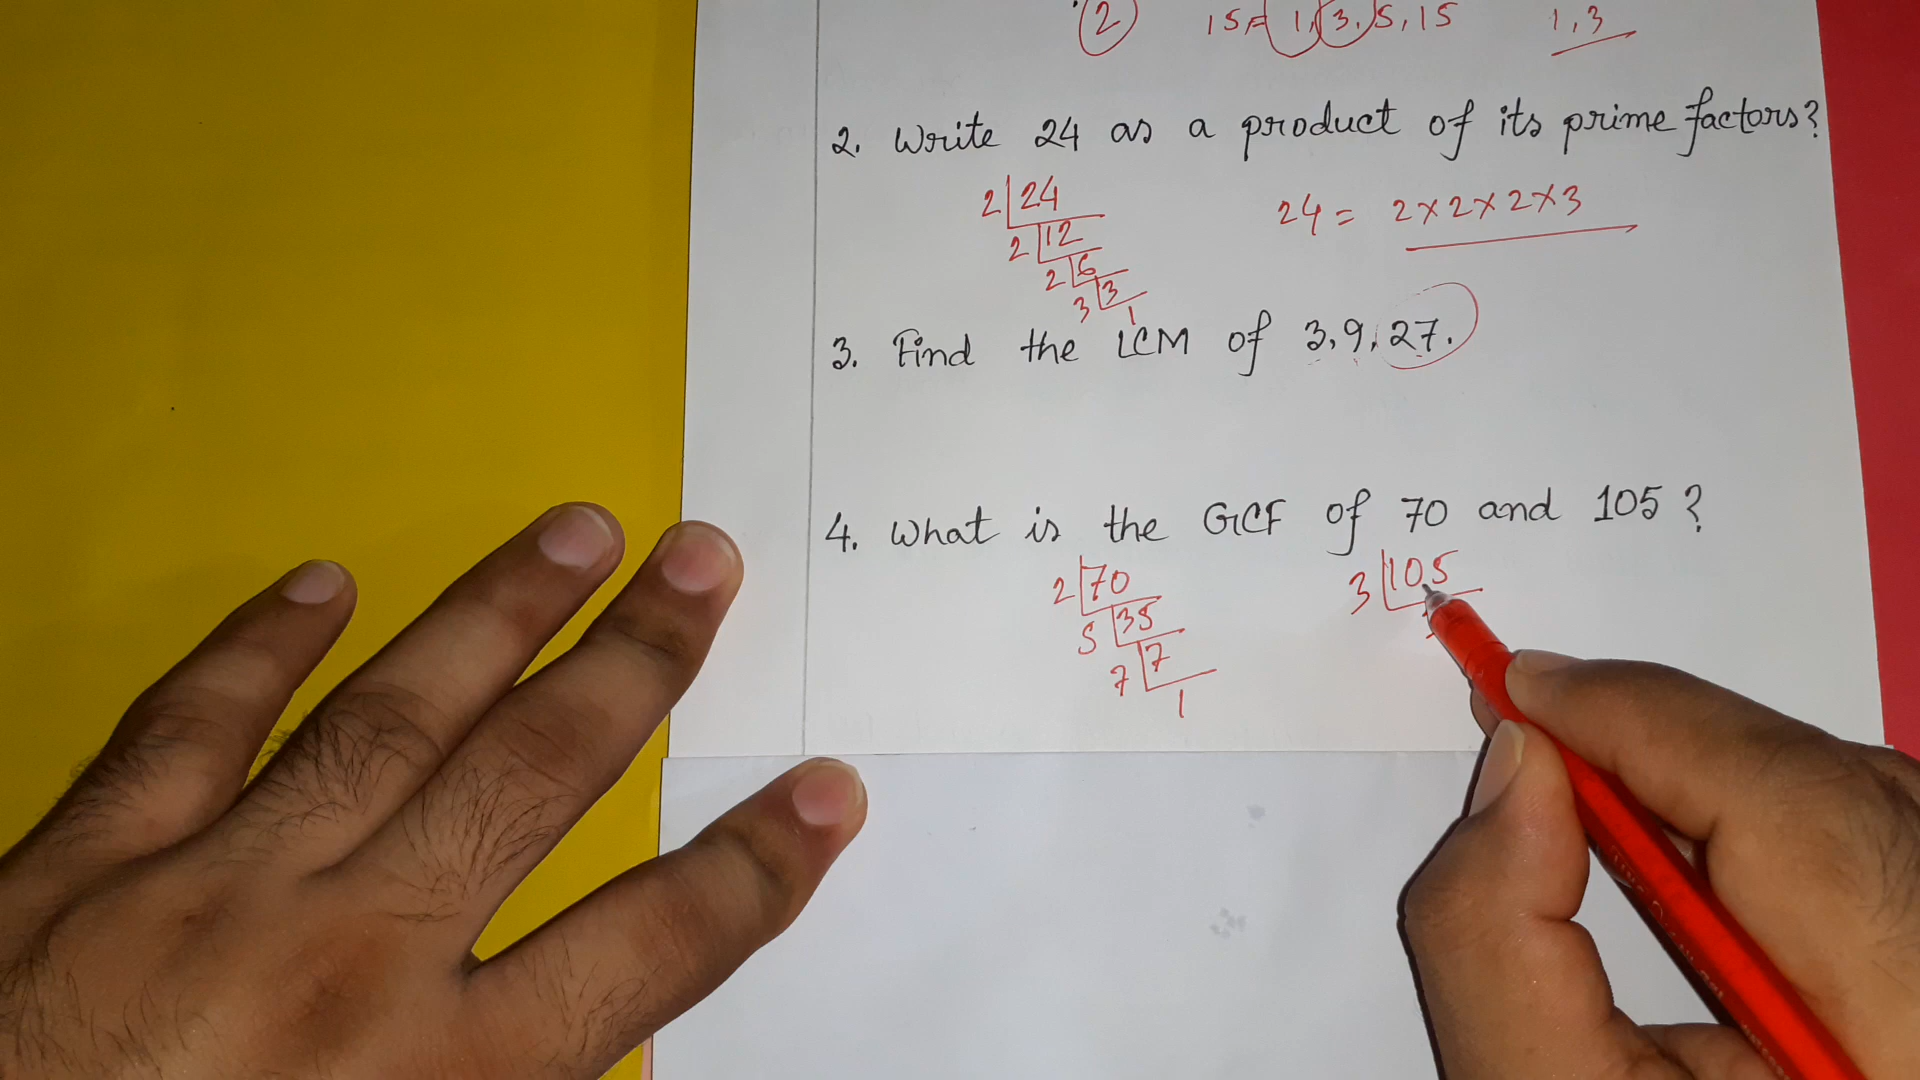 2 15= 1, 3, 5, 15 1, 3
2. Write 24 as a product of its prime factors?
2 24 24 = 2×2×2×3
2 12
2 6
3 3
1
3. Find the LCM of 3, 9, 27.
4. What is the GCF of 70 and 105 ?
2 70 3 105
5 35
7 7
1